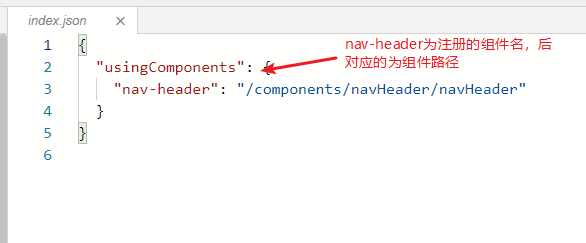 index.json
1 {
2 "usingComponents": {
3 "nav-header": "/components/navHeader/navHeader"
4 }
5 }
6
nav-header为注册的组件名，后
对应的为组件路径